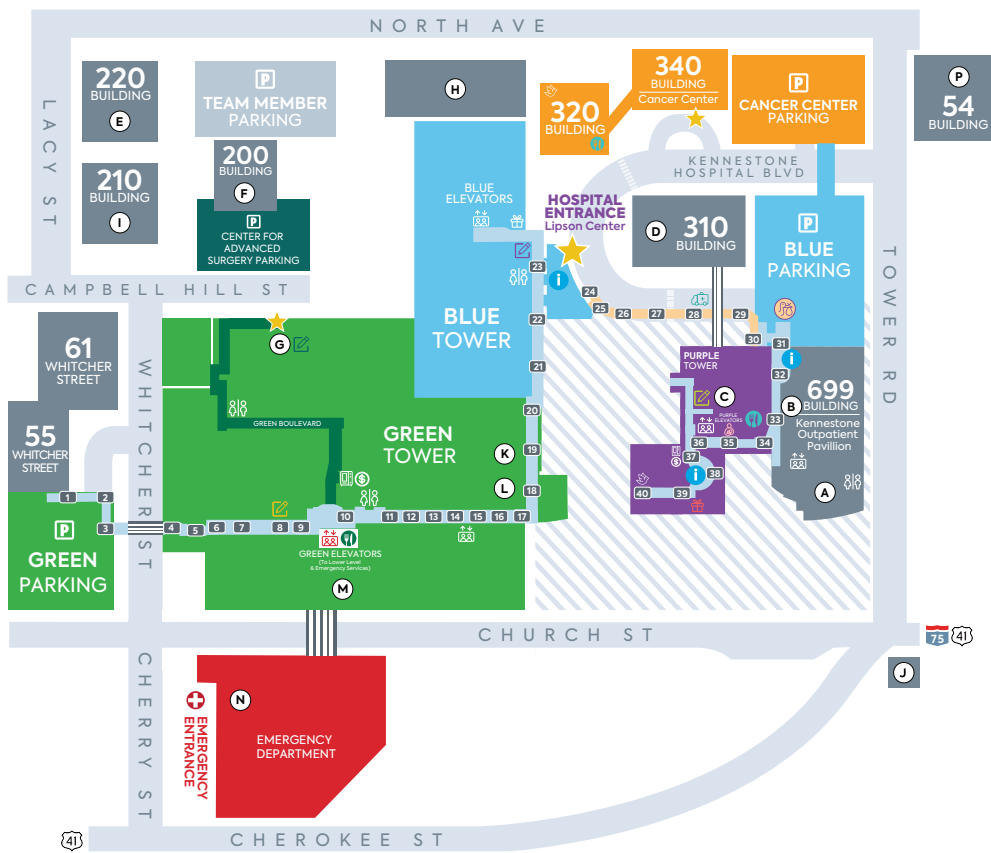 NORTH AVE
LACY ST
220
BUILDING
E
P
TEAM MEMBER
PARKING
H
320
BUILDING
340
BUILDING
Cancer Center
P
CANCER CENTER
PARKING
P
54
BUILDING
210
BUILDING
I
200
BUILDING
F
P
CENTER FOR
ADVANCED
SURGERY PARKING
BLUE
ELEVATORS
HOSPITAL
ENTRANCE
Lipson Center
KENNESTONE
HOSPITAL BLVD
D
310
BUILDING
P
BLUE
PARKING
TOWER RD
CAMPBELL HILL ST
23
i
24
25
26
27
28
29
30
31
i
32
22
BLUE
TOWER
21
20
G
61
WHITCHER
STREET
WHITCHER ST
55
WHITCHER
STREET
GREEN BOULEVARD
GREEN
TOWER
K
19
L
18
PURPLE
TOWER
C
PURPLE
ELEVATORS
B
699
BUILDING
Kennestone
Outpatient
Pavillion
33
34
35
36
37
i
38
39
40
A
1
2
3
4
5
6
7
8
9
10
11
12
13
14
15
16
17
$
$
P
GREEN
PARKING
GREEN ELEVATORS
(To Lower Level
& Emergency Services)
M
CHURCH ST
75
41
J
CHERRY ST
EMERGENCY
ENTRANCE
N
EMERGENCY
DEPARTMENT
41
CHEROKEE ST